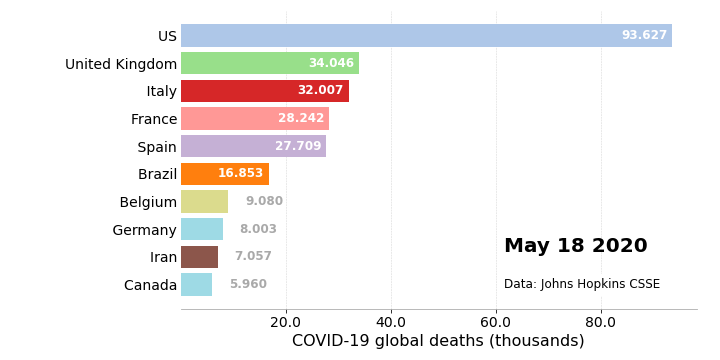 US 93.627
United Kingdom 34.046
Italy 32.007
France 28.242
Spain 27.709
Brazil 16.853
Belgium 9.080
Germany 8.003
Iran 7.057
Canada 5.960
May 18 2020
Data: Johns Hopkins CSSE
20.0 40.0 60.0 80.0
COVID-19 global deaths (thousands)